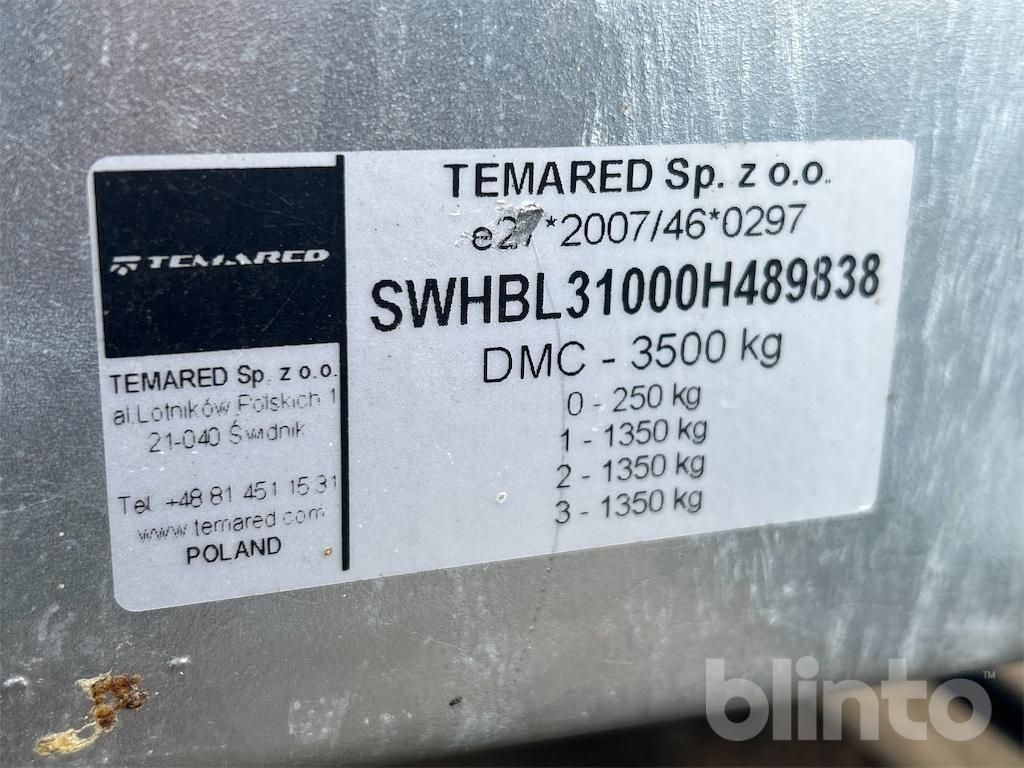 TEMARED
TEMARED Sp. z o.o.
al.Lotników Polskich 1
21-040 Świdnik
Tel. +48 81 451 15 31
www.temared.com
POLAND
TEMARED Sp. z o.o.
e27*2007/46*0297
SWHBL31000H489838
DMC - 3500 kg
0 - 250 kg
1 - 1350 kg
2 - 1350 kg
3 - 1350 kg
blinto™